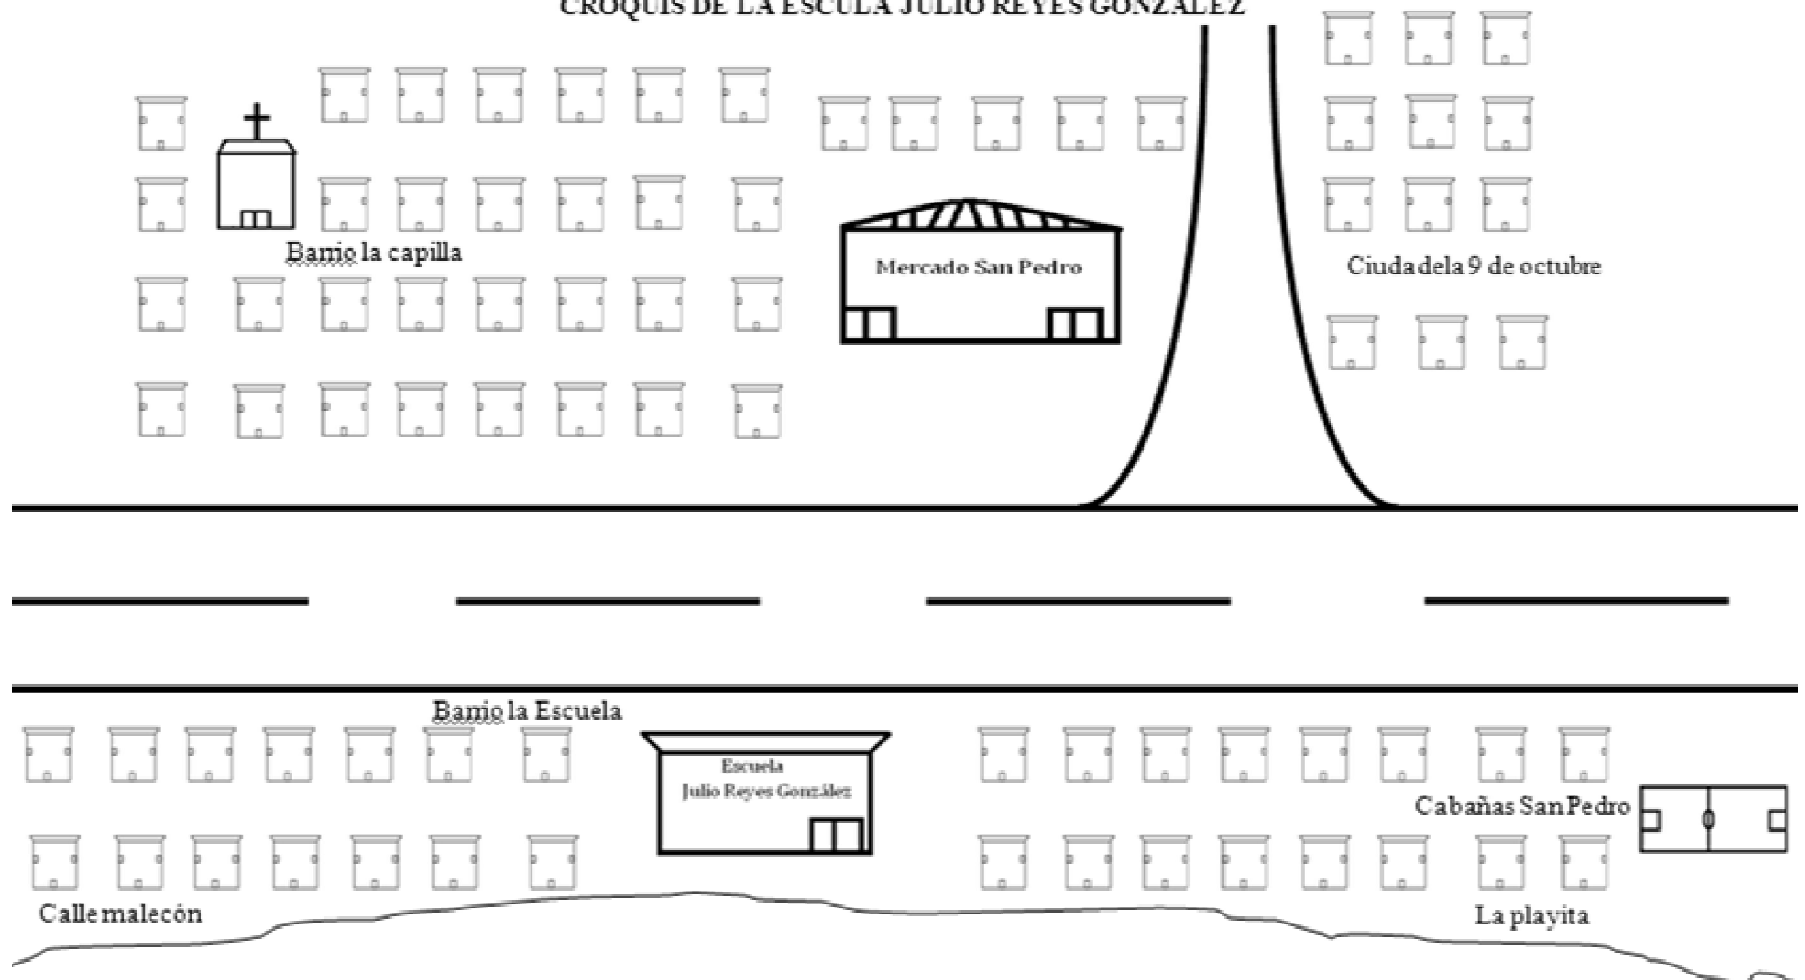 CROQUIS DE LA ESCULA JULIO REYES GONZÁLEZ
Barrio la capilla
Mercado San Pedro
Ciudadela 9 de octubre
Barrio la Escuela
Escuela
Julio Reyes González
Cabañas San Pedro
Calle malecón
La playita